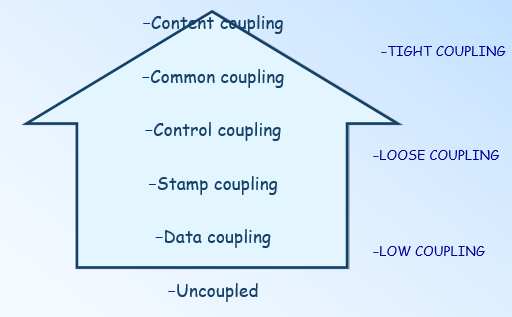 -Content coupling
-TIGHT COUPLING
-Common coupling
-Control coupling
-LOOSE COUPLING
-Stamp coupling
-Data coupling
-LOW COUPLING
-Uncoupled